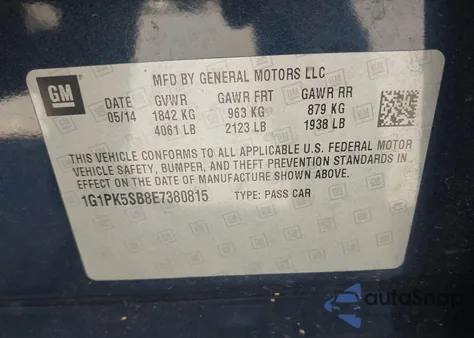 GM
MFD BY GENERAL MOTORS LLC
DATE GVWR GAWR FRT GAWR RR
05/14 1842 KG 963 KG 879 KG
4061 LB 2123 LB 1938 LB
THIS VEHICLE CONFORMS TO ALL APPLICABLE U.S. FEDERAL MOTOR
VEHICLE SAFETY, BUMPER, AND THEFT PREVENTION STANDARDS IN
EFFECT ON THE DATE OF MANUFACTURE SHOWN ABOVE.
1G1PK5SB8E7380815 TYPE: PASS CAR
autoSnap